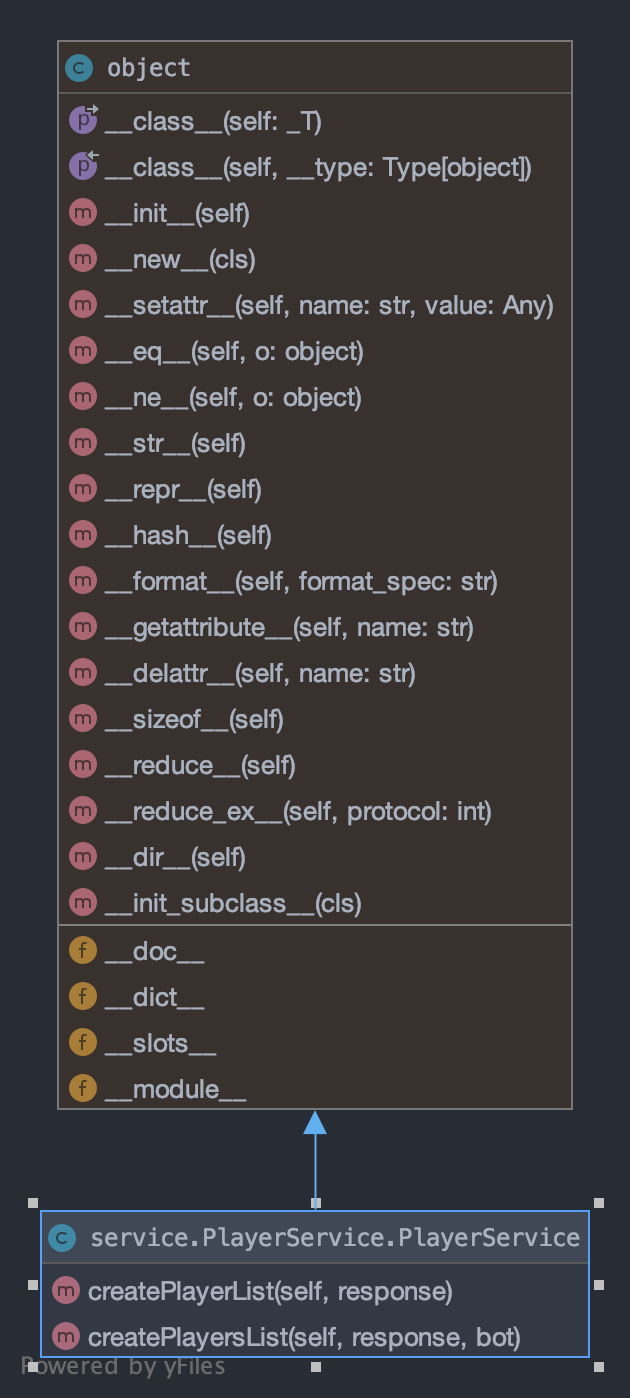 C object
p __class__(self: _T)
p __class__(self, __type: Type[object])
m __init__(self)
m __new__(cls)
m __setattr__(self, name: str, value: Any)
m __eq__(self, o: object)
m __ne__(self, o: object)
m __str__(self)
m __repr__(self)
m __hash__(self)
m __format__(self, format_spec: str)
m __getattribute__(self, name: str)
m __delattr__(self, name: str)
m __sizeof__(self)
m __reduce__(self)
m __reduce_ex__(self, protocol: int)
m __dir__(self)
m __init_subclass__(cls)
f __doc__
f __dict__
f __slots__
f __module__
C service.PlayerService.PlayerService
m createPlayerList(self, response)
m createPlayersList(self, response, bot)
Powered by yFiles